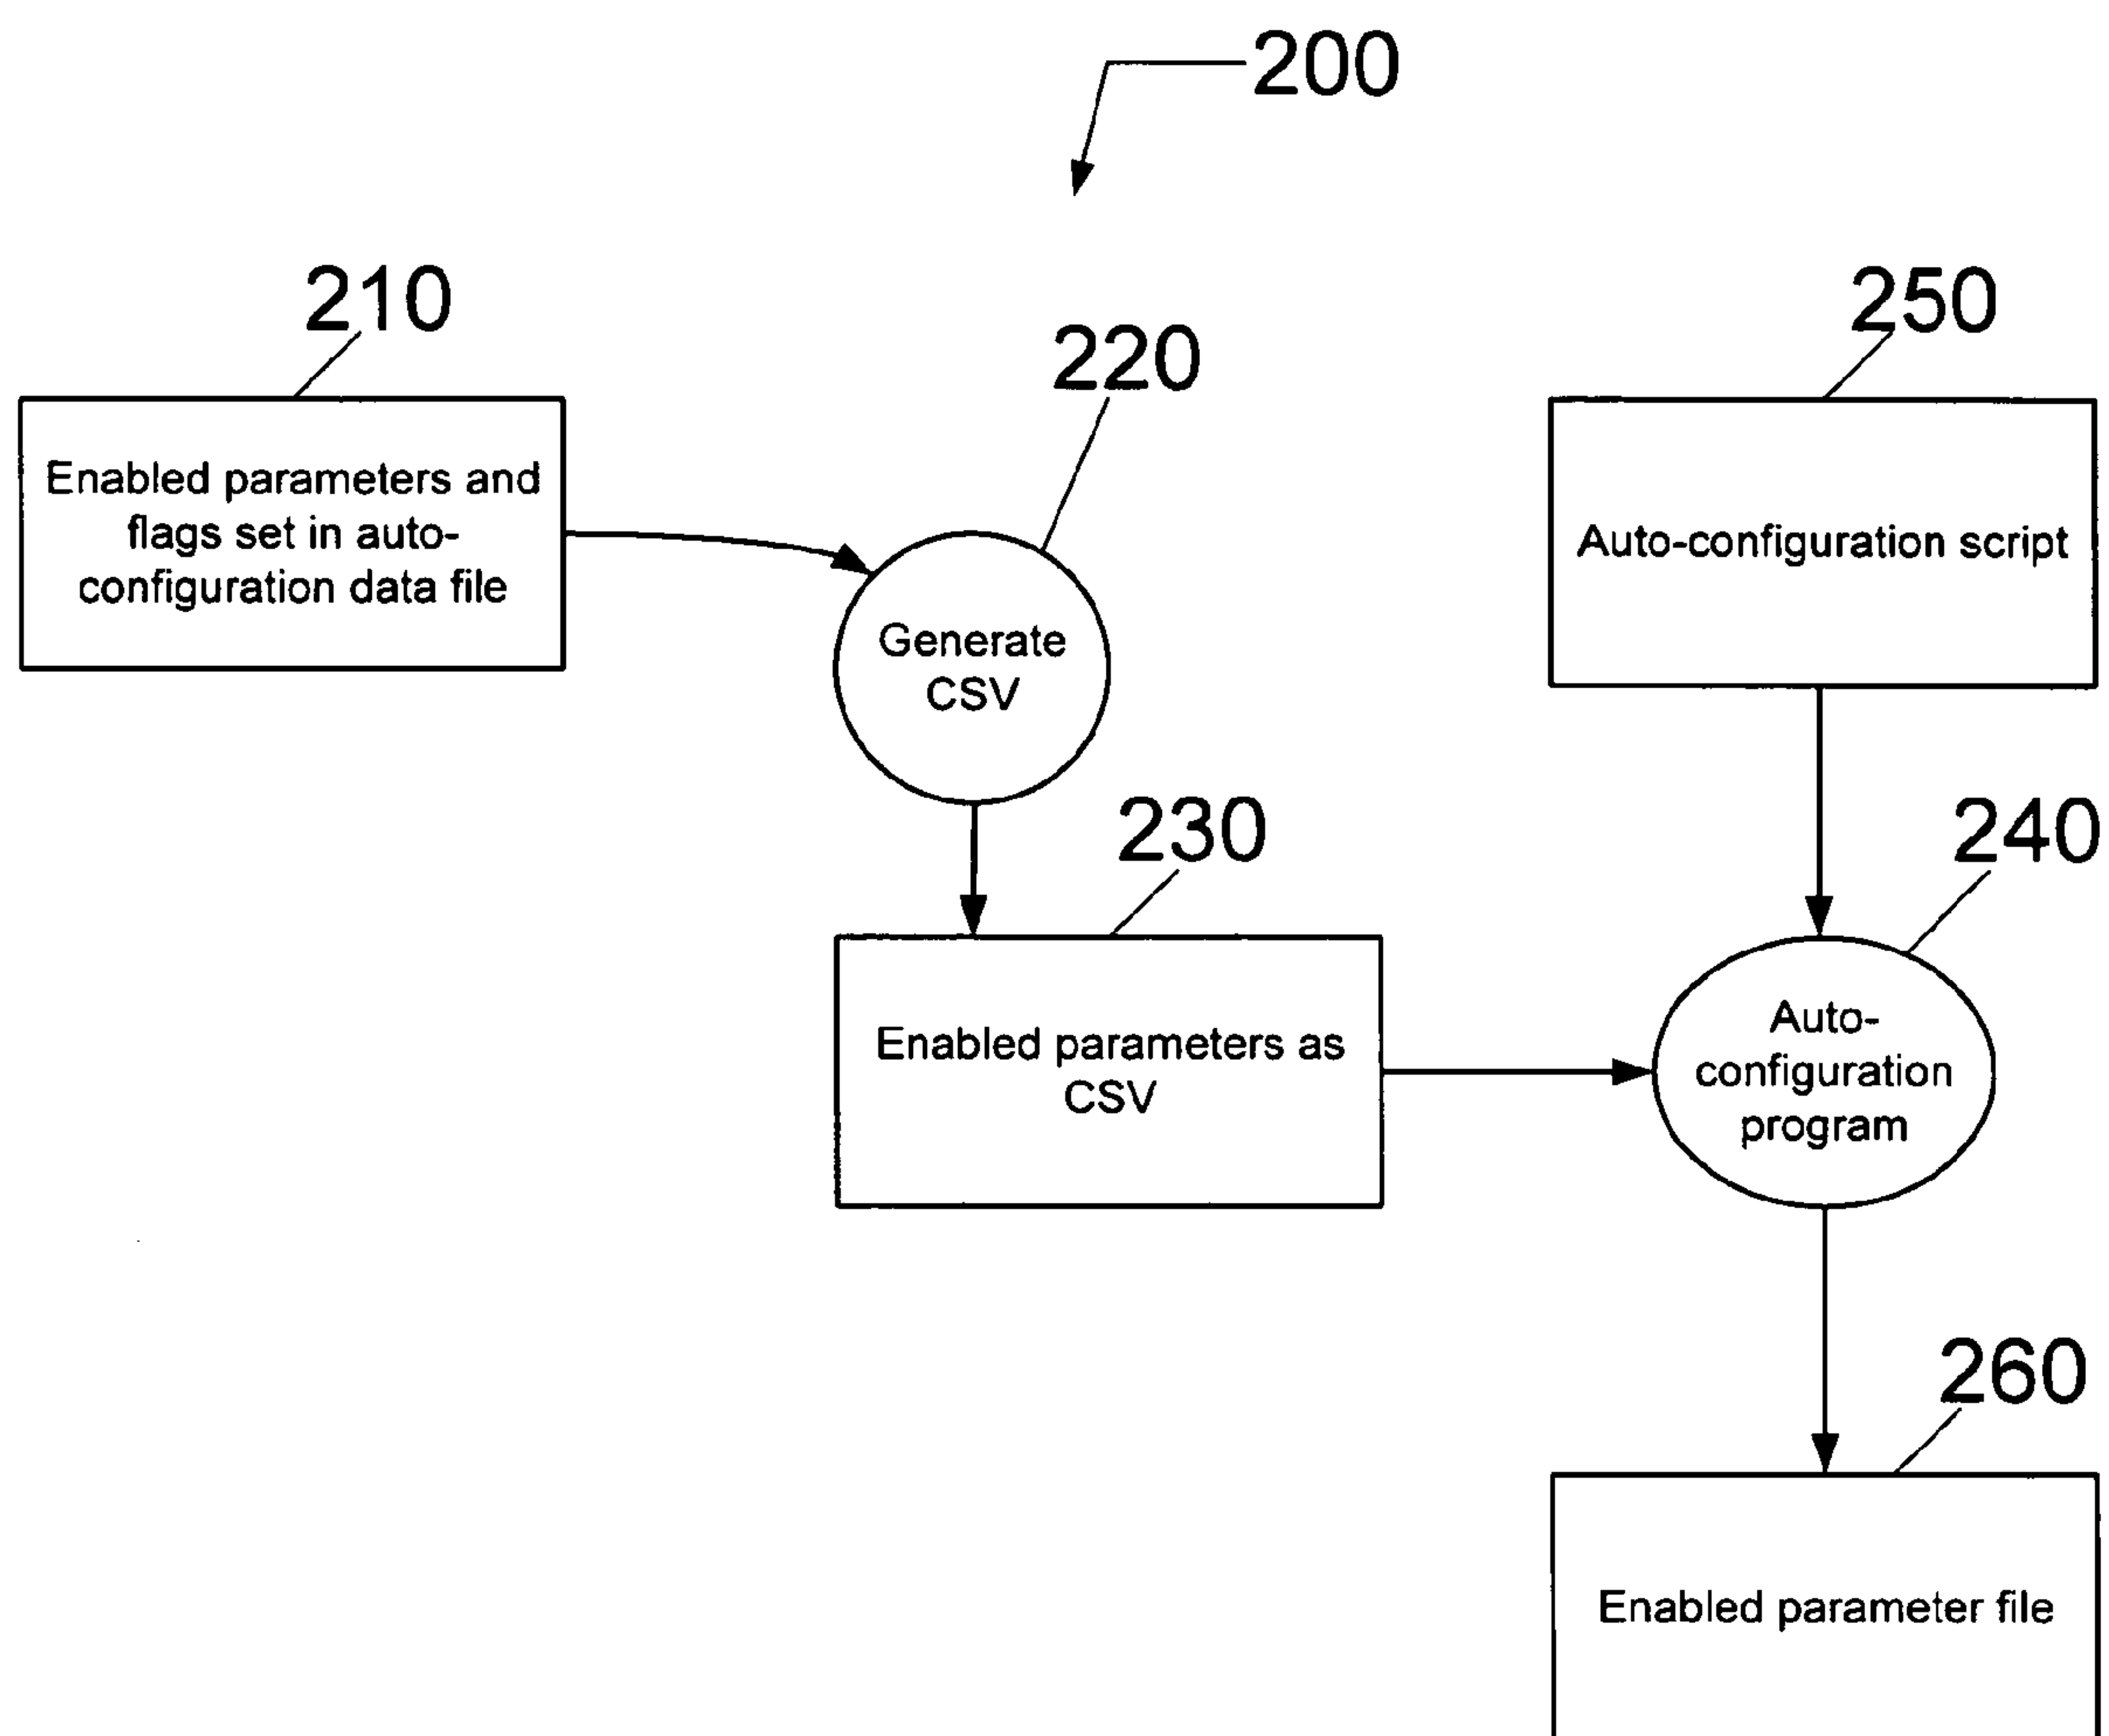 200
210
250
220
Enabled parameters and
flags set in auto-
configuration data file
Auto-configuration script
Generate
CSV
230
240
Enabled parameters as
CSV
Auto-
configuration
program
260
Enabled parameter file